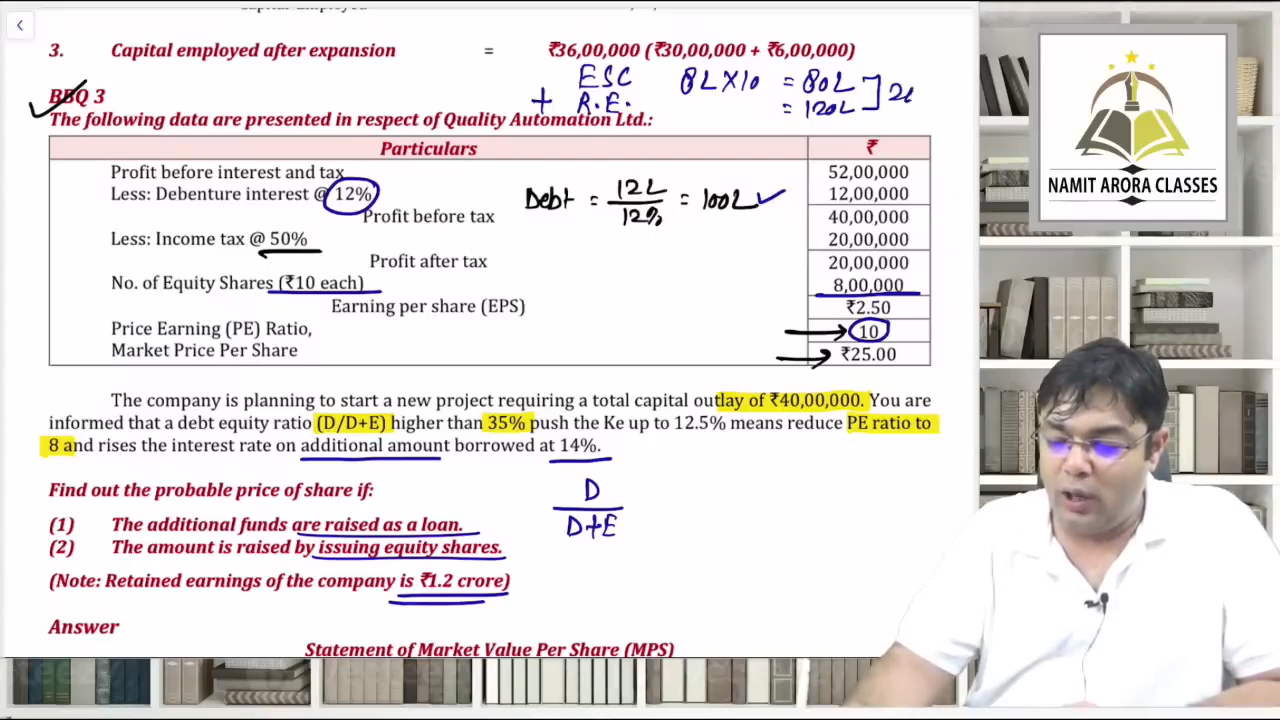 3. Capital employed after expansion = ₹36,00,000 (₹30,00,000 + ₹6,00,000)
ESC 8L X 10 = 80L
+ R.E. = 120L
BBQ 3
The following data are presented in respect of Quality Automation Ltd.:
Particulars ₹
Profit before interest and tax 52,00,000
Less: Debenture interest @ 12% 12,00,000
Debt = 12L / 12% = 100L
Profit before tax 40,00,000
Less: Income tax @ 50% 20,00,000
Profit after tax 20,00,000
No. of Equity Shares (₹10 each) 8,00,000
Earning per share (EPS) ₹2.50
Price Earning (PE) Ratio, 10
Market Price Per Share ₹25.00
The company is planning to start a new project requiring a total capital outlay of ₹40,00,000. You are
informed that a debt equity ratio (D/D+E) higher than 35% push the Ke up to 12.5% means reduce PE ratio to
8 and rises the interest rate on additional amount borrowed at 14%.
Find out the probable price of share if:
D
D+E
(1) The additional funds are raised as a loan.
(2) The amount is raised by issuing equity shares.
(Note: Retained earnings of the company is ₹1.2 crore)
Answer
Statement of Market Value Per Share (MPS)
NAMIT ARORA CLASSES